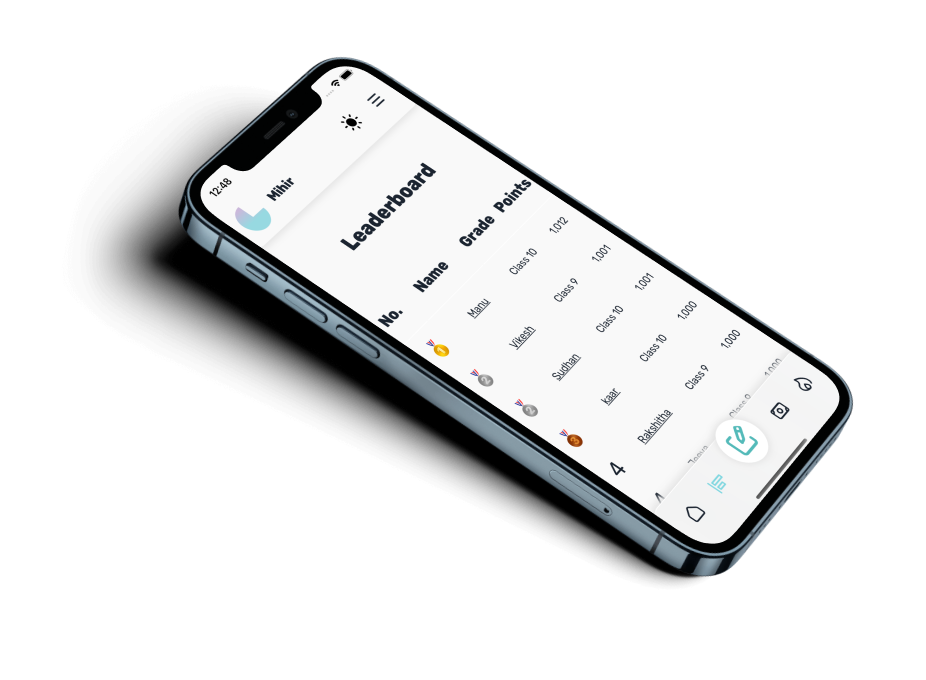 12:48
Mihir
Leaderboard
No. Name Grade Points
1 Manu Class 10 1,012
2 Vikesh Class 9 1,001
2 Sudhan Class 10 1,001
3 kaar Class 10 1,000
4 Rakshitha Class 9 1,000
Class 9 1,000